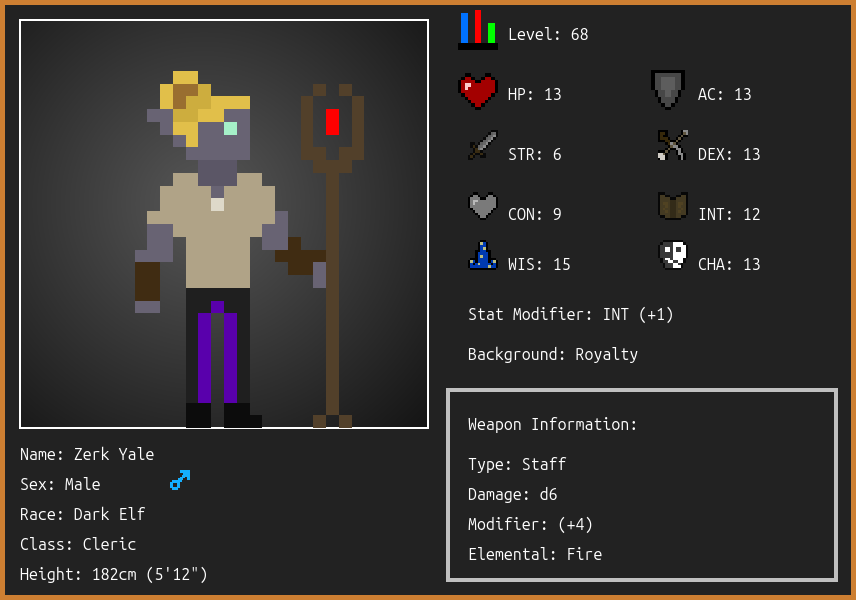 Level: 68
HP: 13
AC: 13
STR: 6
DEX: 13
CON: 9
INT: 12
WIS: 15
CHA: 13
Stat Modifier: INT (+1)
Background: Royalty
Weapon Information:
Type: Staff
Damage: d6
Modifier: (+4)
Elemental: Fire
Name: Zerk Yale
Sex: Male
Race: Dark Elf
Class: Cleric
Height: 182cm (5'12")